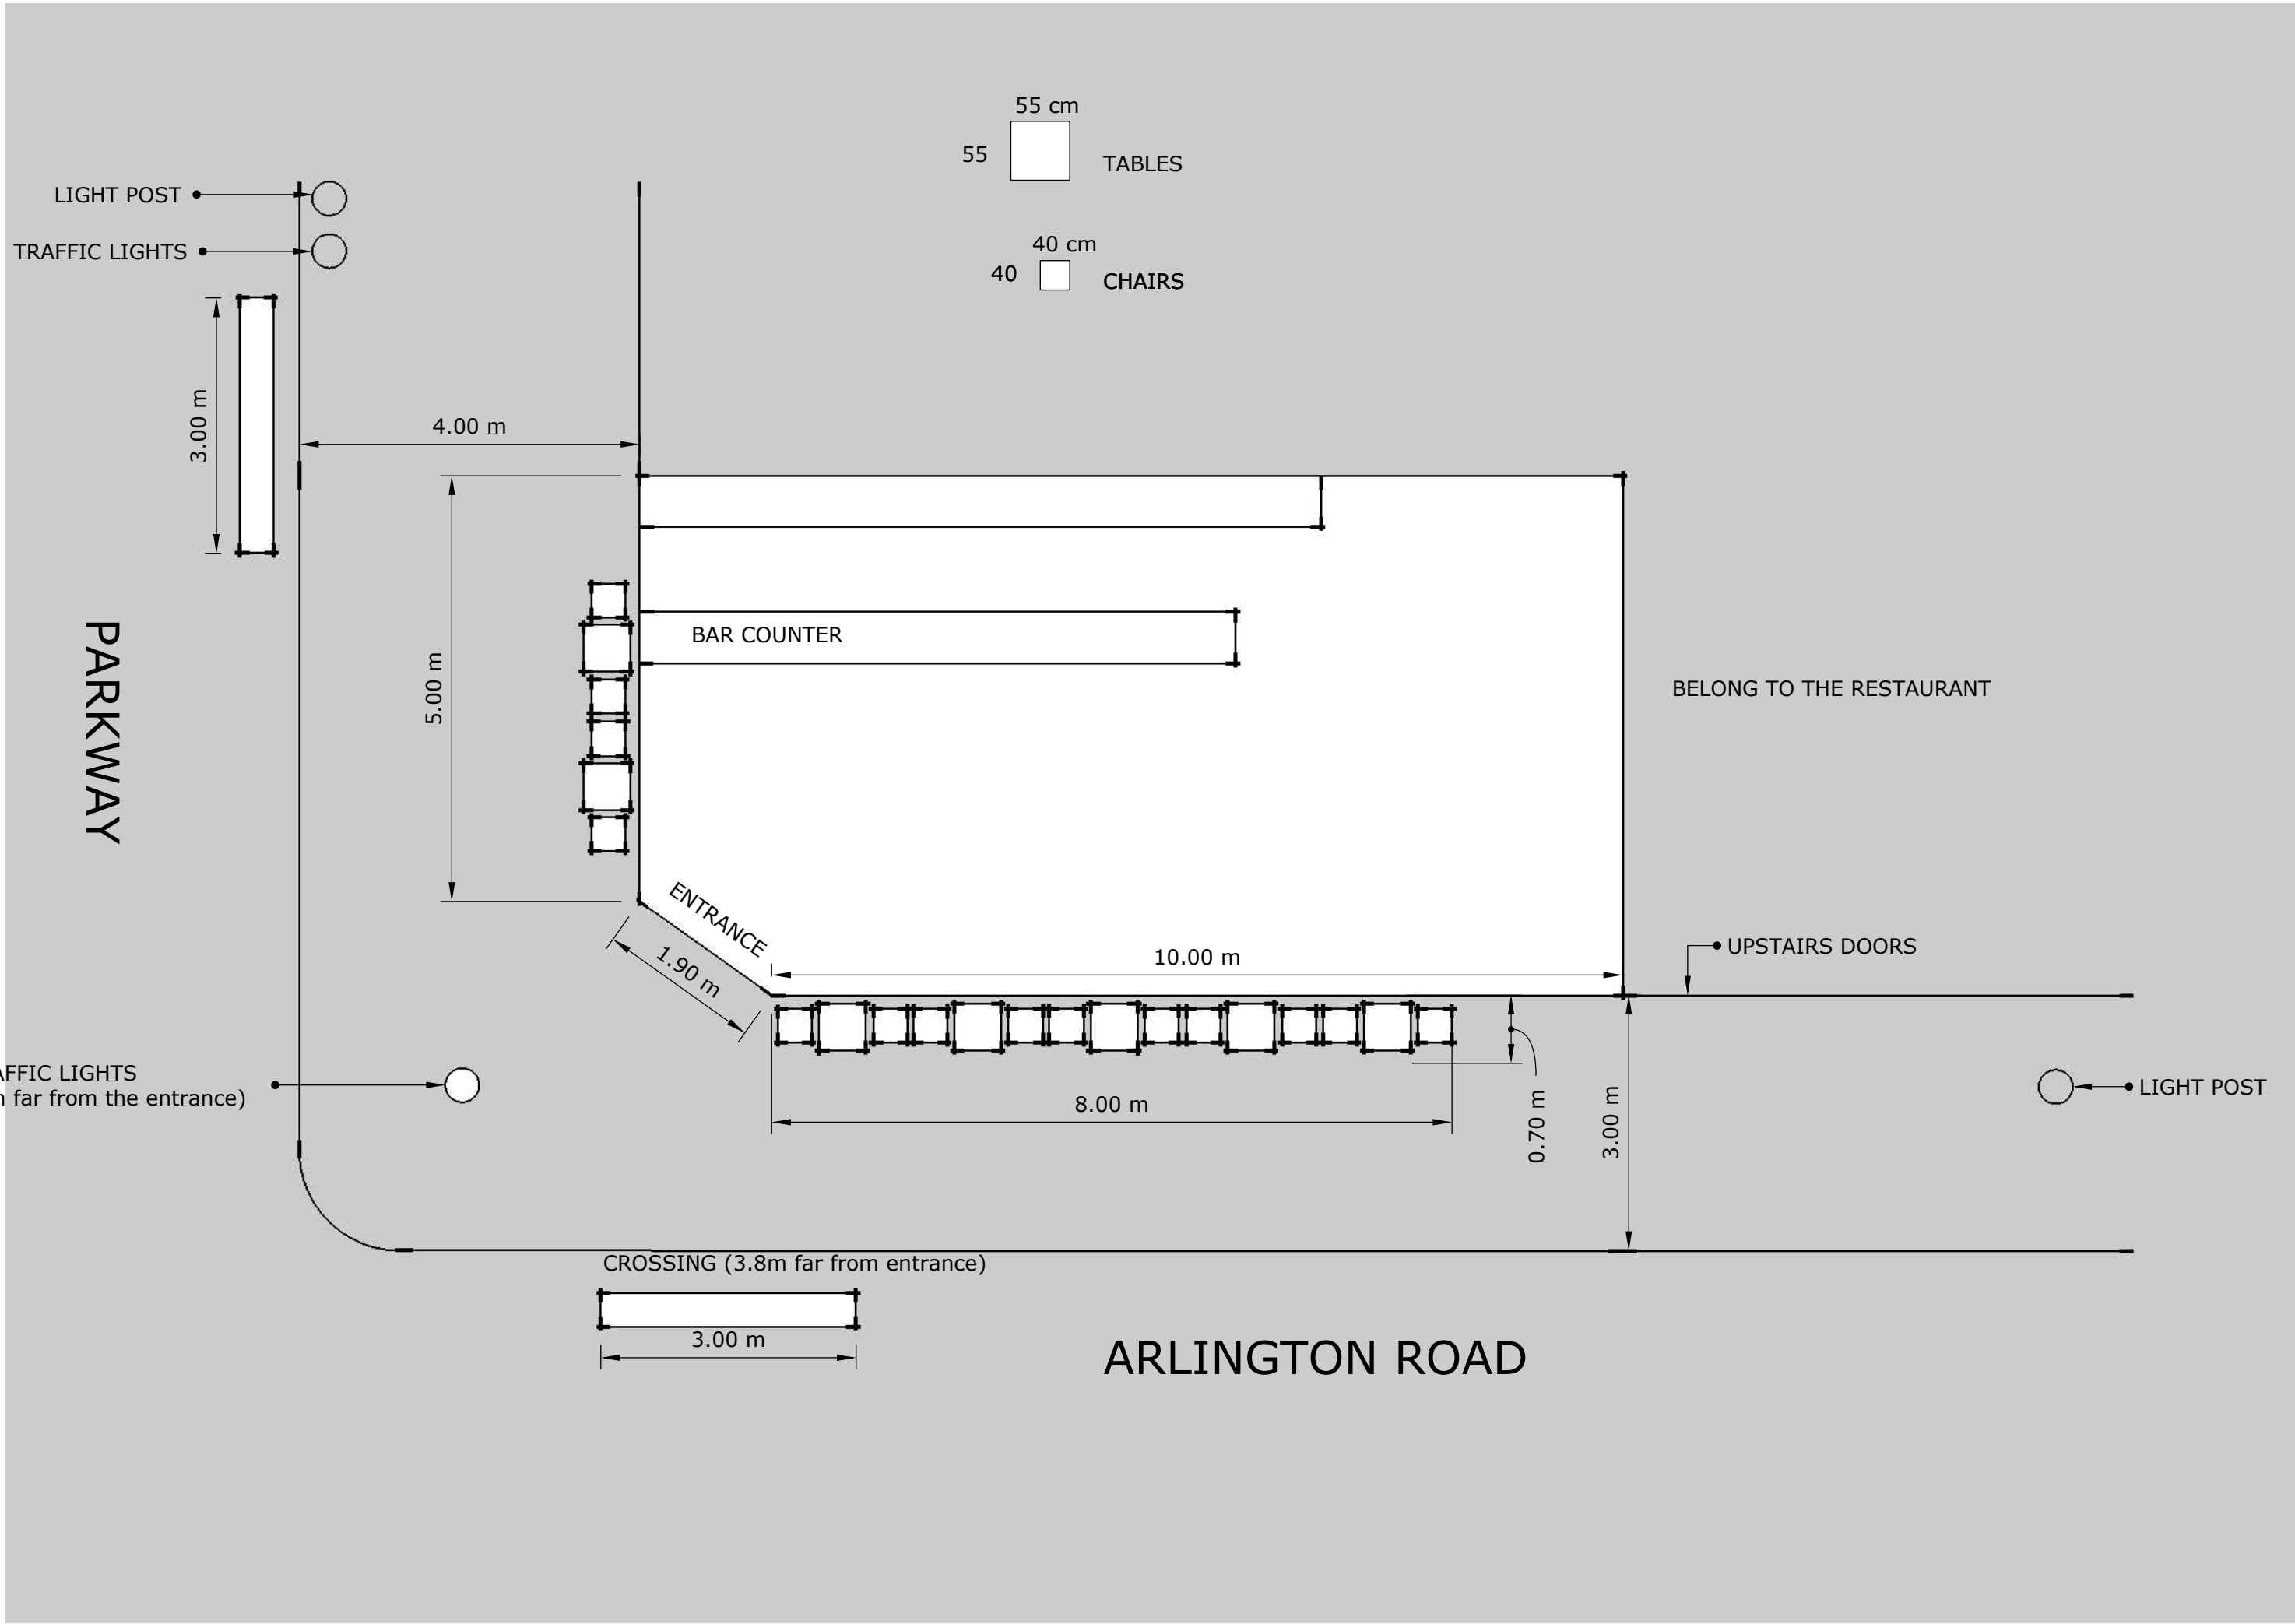 55 cm
55
TABLES
LIGHT POST
TRAFFIC LIGHTS
40 cm
40
CHAIRS
3.00 m
4.00 m
PARKWAY
5.00 m
BAR COUNTER
BELONG TO THE RESTAURANT
ENTRANCE
1.90 m
10.00 m
UPSTAIRS DOORS
LIGHTS
far from the entrance)
8.00 m
0.70 m
3.00 m
LIGHT POST
CROSSING (3.8m far from entrance)
3.00 m
ARLINGTON ROAD